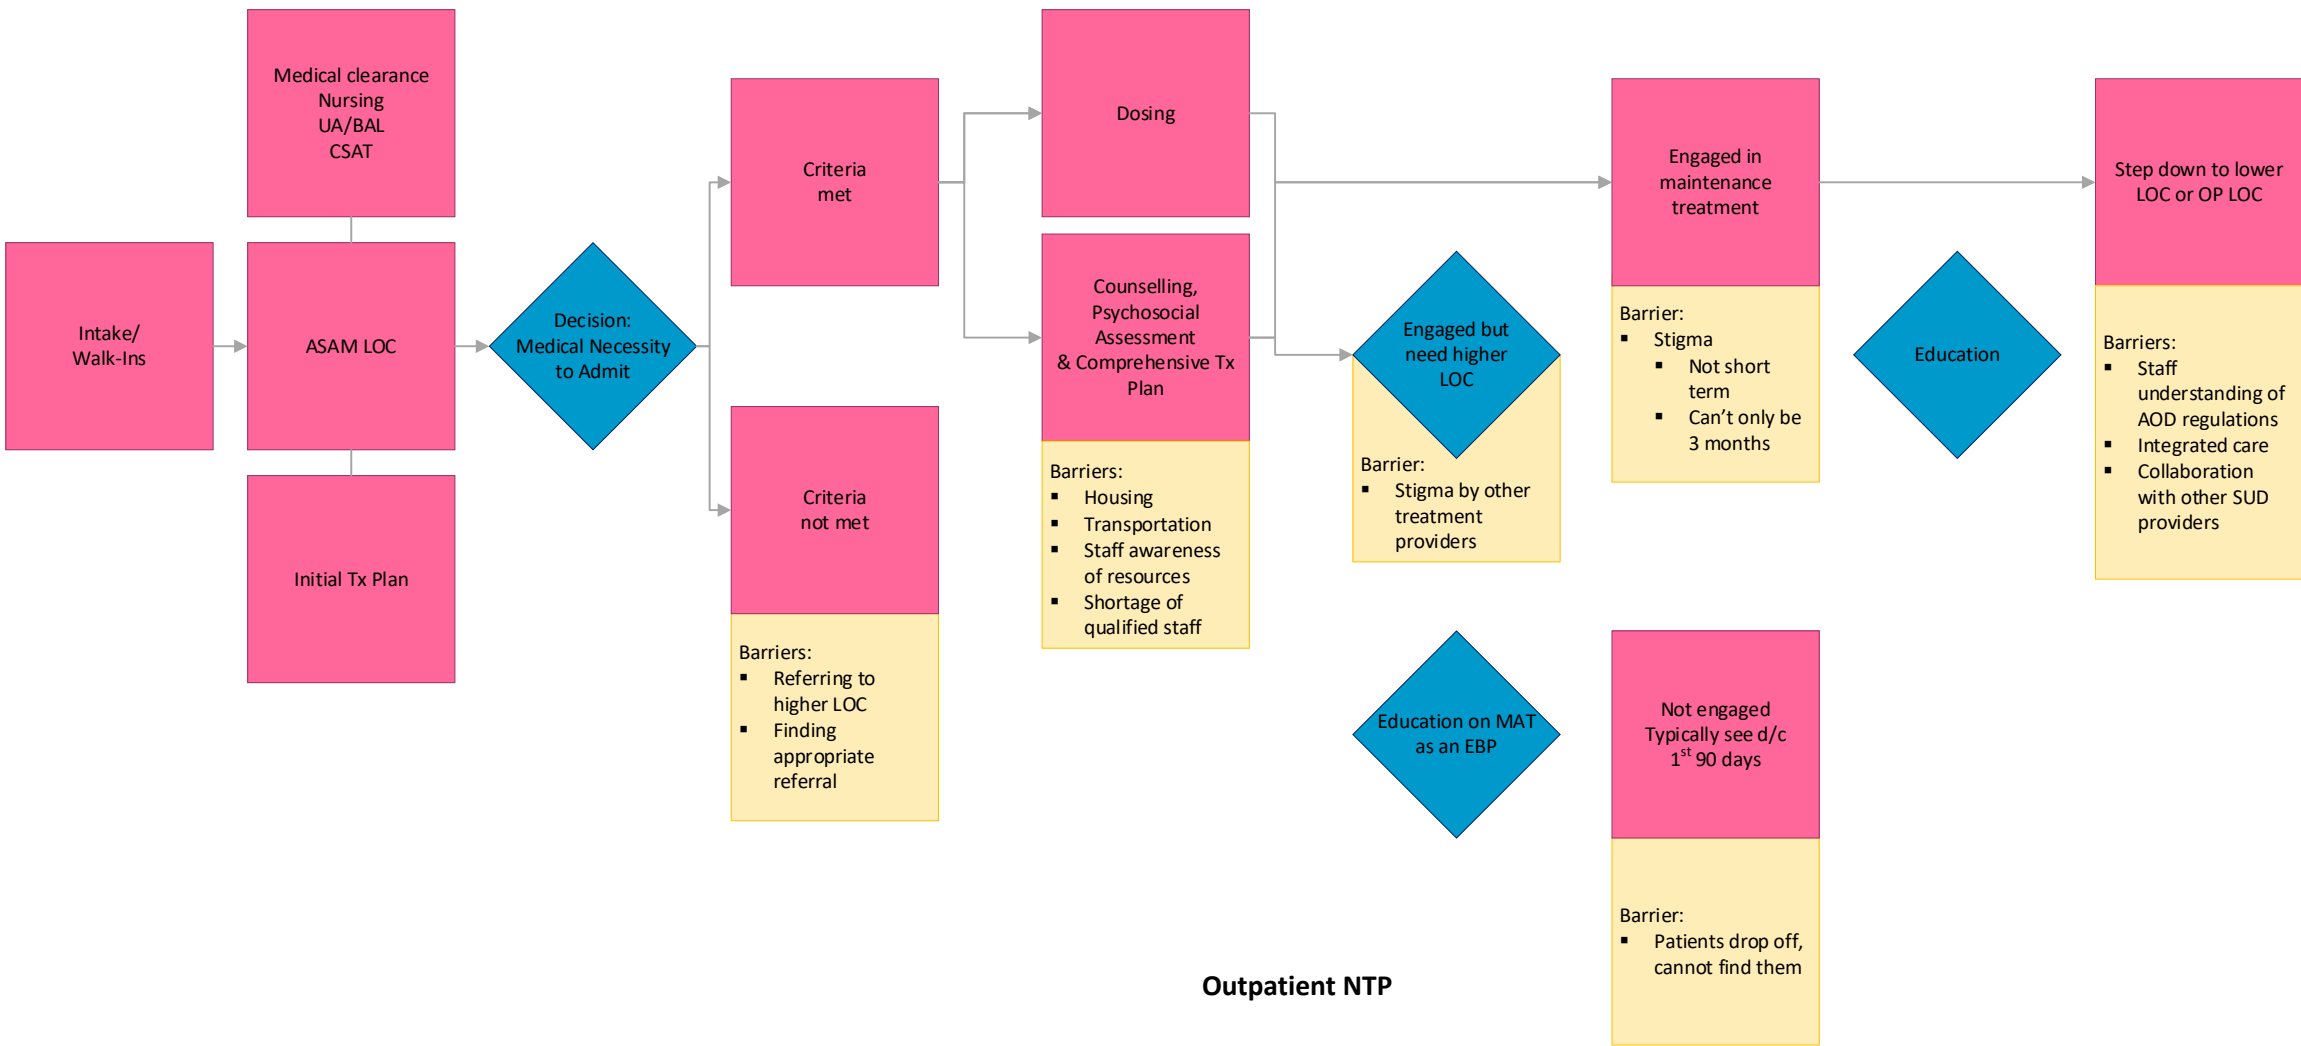 Medical clearance
Nursing
UA/BAL
CSAT
Intake/
Walk-Ins
ASAM LOC
Initial Tx Plan
Decision:
Medical Necessity
to Admit
Criteria
met
Criteria
not met
Barriers:
▪ Referring to
higher LOC
▪ Finding
appropriate
referral
Dosing
Counselling,
Psychosocial
Assessment
& Comprehensive Tx
Plan
Barriers:
▪ Housing
▪ Transportation
▪ Staff awareness
of resources
▪ Shortage of
qualified staff
Engaged but
need higher
LOC
Barrier:
▪ Stigma by other
treatment
providers
Education on MAT
as an EBP
Engaged in
maintenance
treatment
Barrier:
▪ Stigma
▪ Not short
term
▪ Can’t only be
3 months
Not engaged
Typically see d/c
1st 90 days
Barrier:
▪ Patients drop off,
cannot find them
Education
Step down to lower
LOC or OP LOC
Barriers:
▪ Staff
understanding of
AOD regulations
▪ Integrated care
▪ Collaboration
with other SUD
providers
Outpatient NTP